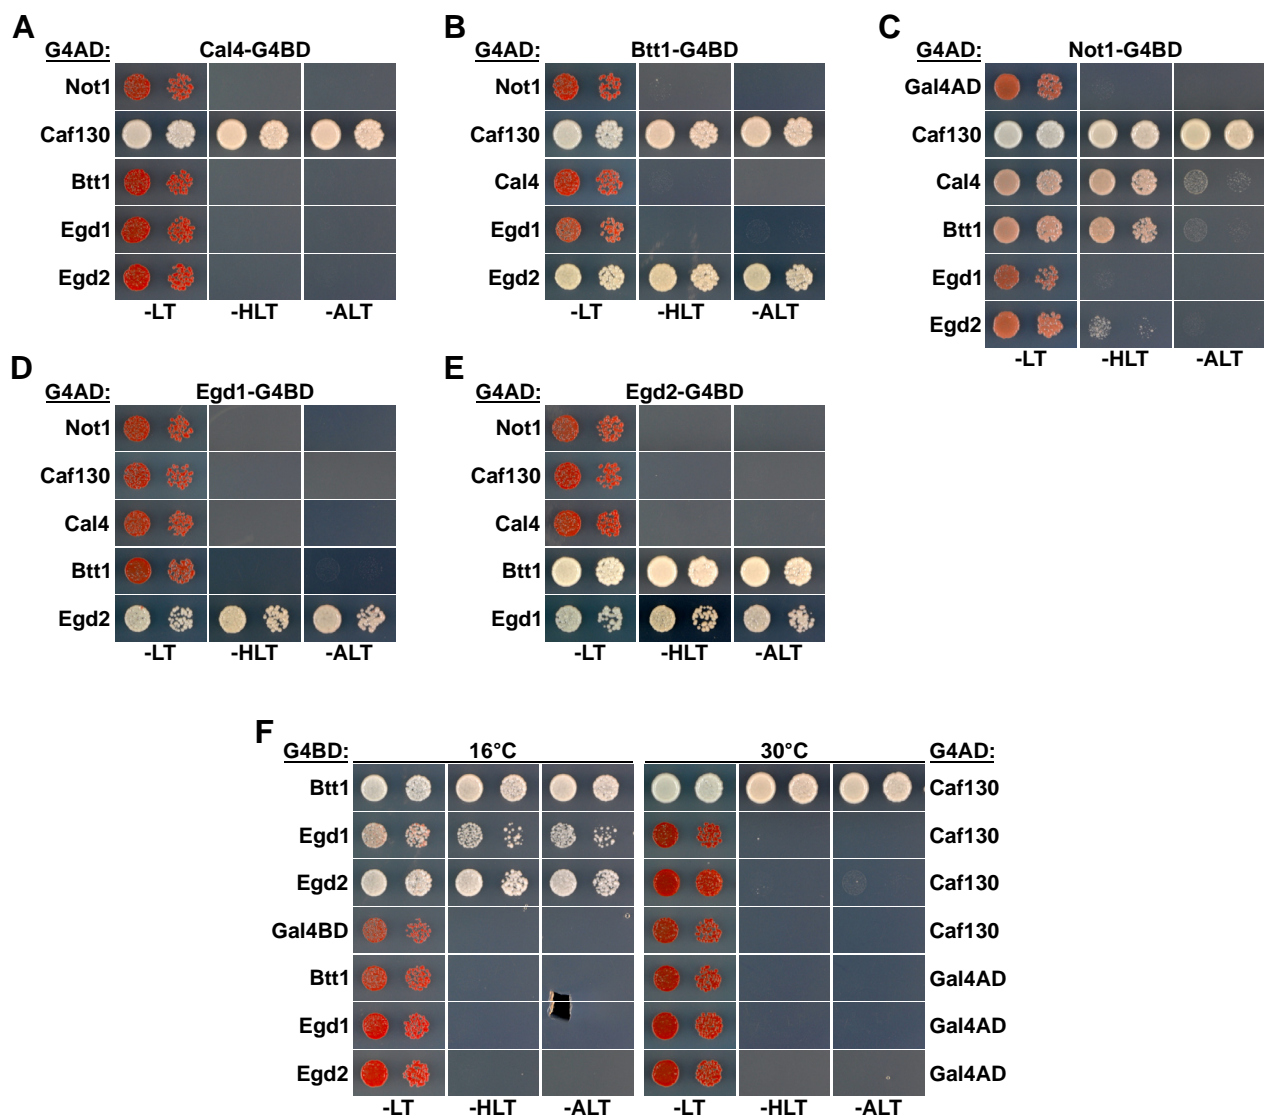 A
G4AD: Cal4-G4BD
Not1
Caf130
Btt1
Egd1
Egd2
-LT -HLT -ALT
B
G4AD: Btt1-G4BD
Not1
Caf130
Cal4
Egd1
Egd2
-LT -HLT -ALT
C
G4AD: Not1-G4BD
Gal4AD
Caf130
Cal4
Btt1
Egd1
Egd2
-LT -HLT -ALT
D
G4AD: Egd1-G4BD
Not1
Caf130
Cal4
Btt1
Egd2
-LT -HLT -ALT
E
G4AD: Egd2-G4BD
Not1
Caf130
Cal4
Btt1
Egd1
-LT -HLT -ALT
F
G4BD: 16°C 30°C G4AD:
Btt1 Caf130
Egd1 Caf130
Egd2 Caf130
Gal4BD Caf130
Btt1 Gal4AD
Egd1 Gal4AD
Egd2 Gal4AD
-LT -HLT -ALT -LT -HLT -ALT